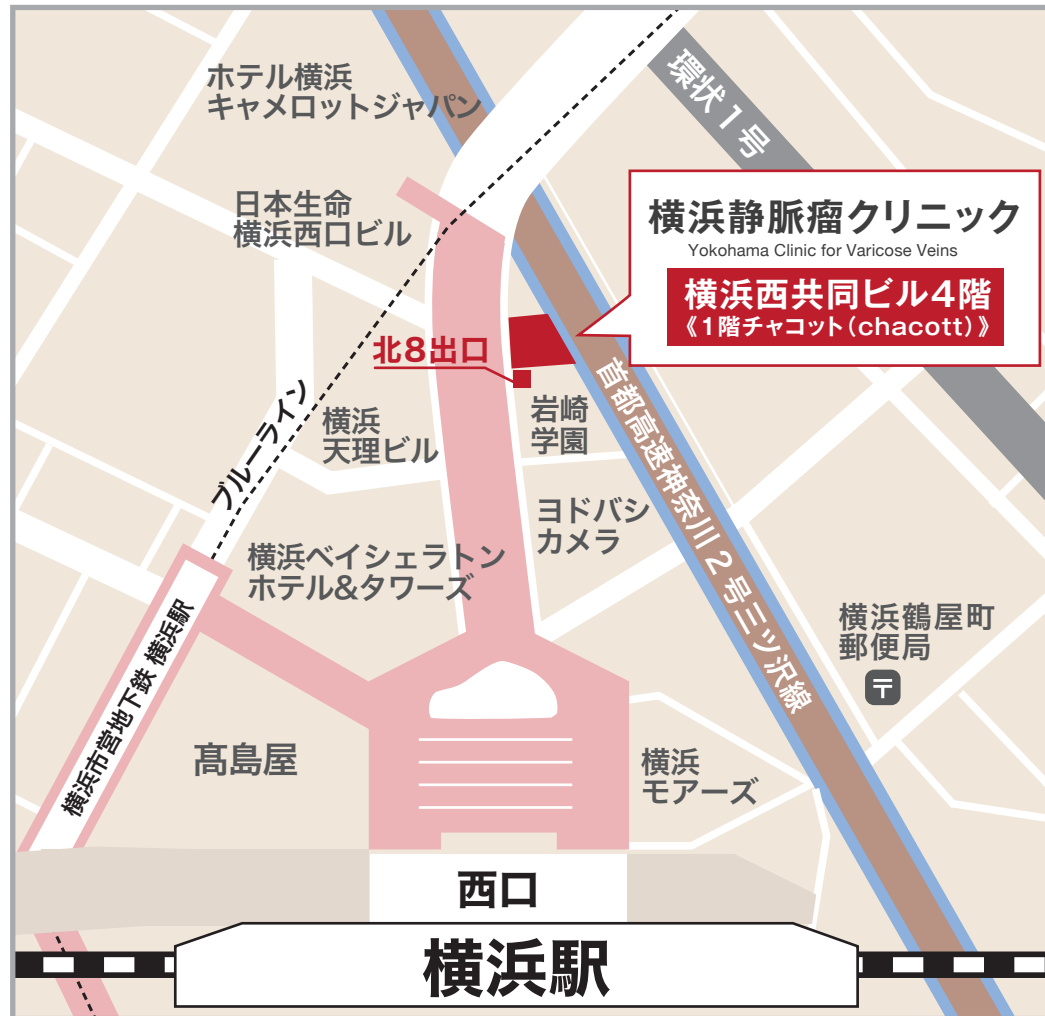 ホテル横浜
キャメロットジャパン
環状1号
日本生命
横浜西口ビル
横浜静脈瘤クリニック
Yokohama Clinic for Varicose Veins
横浜西共同ビル4階
《1階チャコット(chacott)》
北8出口
首都高速神奈川2号三ツ沢線
岩崎
学園
横浜
天理ビル
ブルーライン
ヨドバシ
カメラ
横浜ベイシェラトン
ホテル&タワーズ
横浜市営地下鉄 横浜駅
横浜鶴屋町
郵便局
〒
髙島屋
横浜
モアーズ
西口
横浜駅